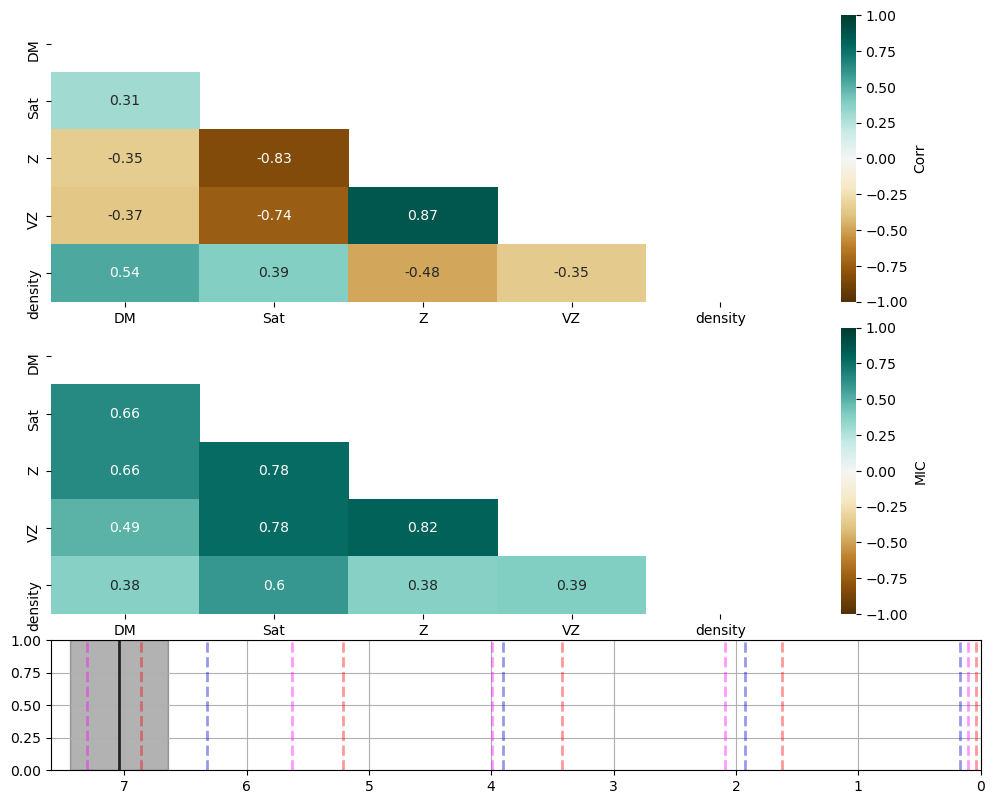 DM
Sat
Z
VZ
density
0.31
-0.35 -0.83
-0.37 -0.74 0.87
0.54 0.39 -0.48 -0.35
DM Sat Z VZ density
1.00
0.75
0.50
0.25
0.00
−0.25
−0.50
−0.75
−1.00
Corr
DM
Sat
Z
VZ
density
0.66
0.66 0.78
0.49 0.78 0.82
0.38 0.6 0.38 0.39
DM Sat Z VZ density
1.00
0.75
0.50
0.25
0.00
−0.25
−0.50
−0.75
−1.00
MIC
1.00
0.75
0.50
0.25
0.00
7 6 5 4 3 2 1 0